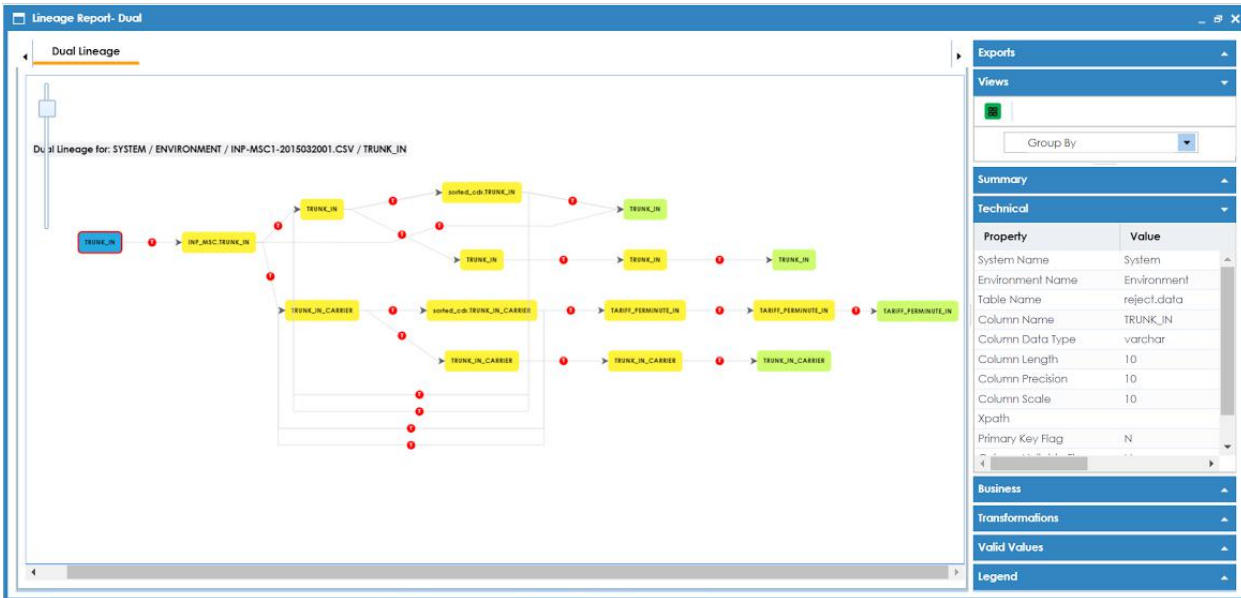 Lineage Report- Dual
Dual Lineage
Dual Lineage for: SYSTEM / ENVIRONMENT / INP-MSC1-2015032001.CSV / TRUNK_IN
TRUNK_IN
INP_MSC.TRUNK_IN
TRUNK_IN
sorted_cdr.TRUNK_IN
TRUNK_IN
TRUNK_IN
TRUNK_IN
TRUNK_IN
TRUNK_IN_CARRIER
sorted_cdr.TRUNK_IN_CARRIER
TARIFF_PERMINUTE_IN
TARIFF_PERMINUTE_IN
TARIFF_PERMINUTE_IN
TRUNK_IN_CARRIER
TRUNK_IN_CARRIER
TRUNK_IN_CARRIER
Exports
Views
Group By
Summary
Technical
Property Value
System Name System
Environment Name Environment
Table Name reject.data
Column Name TRUNK_IN
Column Data Type varchar
Column Length 10
Column Precision 10
Column Scale 10
Xpath
Primary Key Flag N
Business
Transformations
Valid Values
Legend